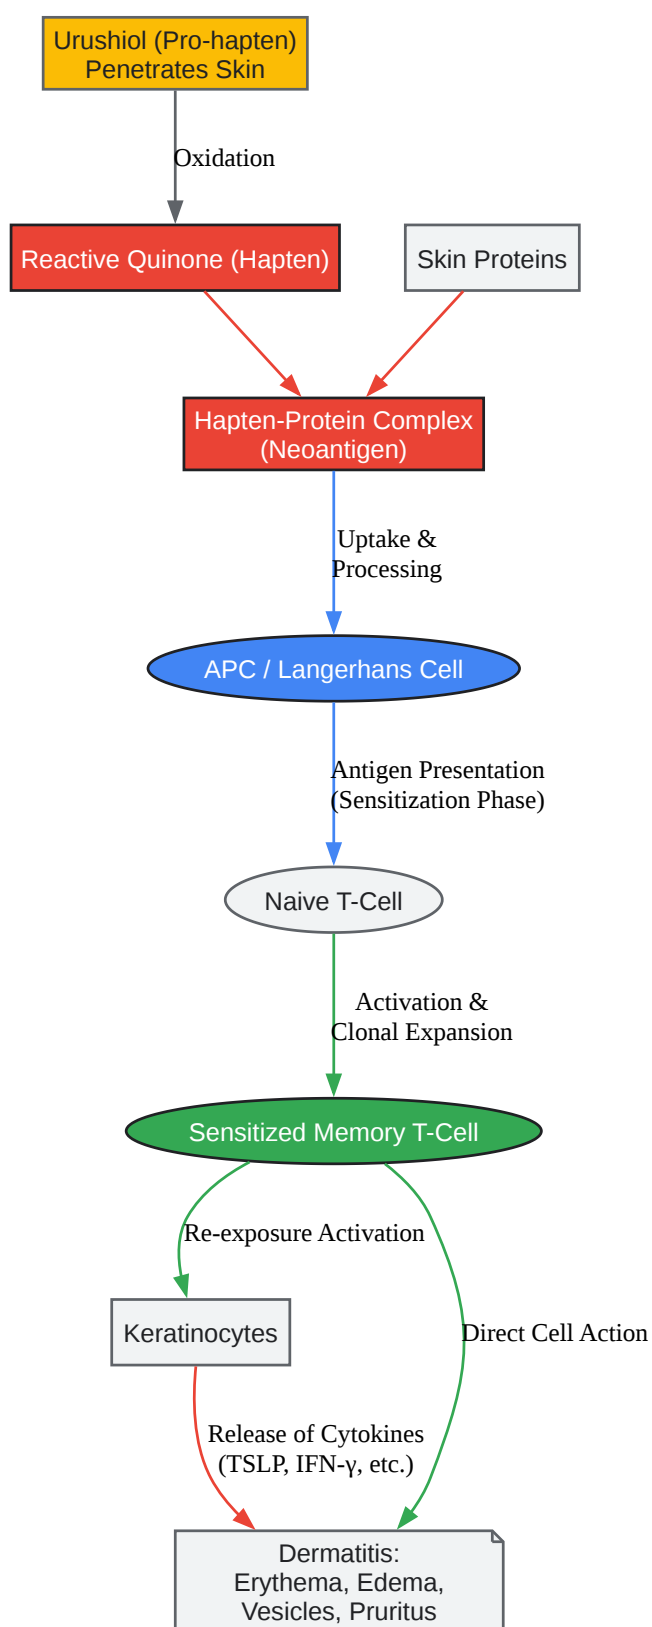 Urushiol (Pro-hapten)
Penetrates Skin
Oxidation
Reactive Quinone (Hapten)
Skin Proteins
Hapten-Protein Complex
(Neoantigen)
Uptake &
Processing
APC / Langerhans Cell
Antigen Presentation
(Sensitization Phase)
Naive T-Cell
Activation &
Clonal Expansion
Sensitized Memory T-Cell
Re-exposure Activation
Keratinocytes
Direct Cell Action
Release of Cytokines
(TSLP, IFN-γ, etc.)
Dermatitis:
Erythema, Edema,
Vesicles, Pruritus